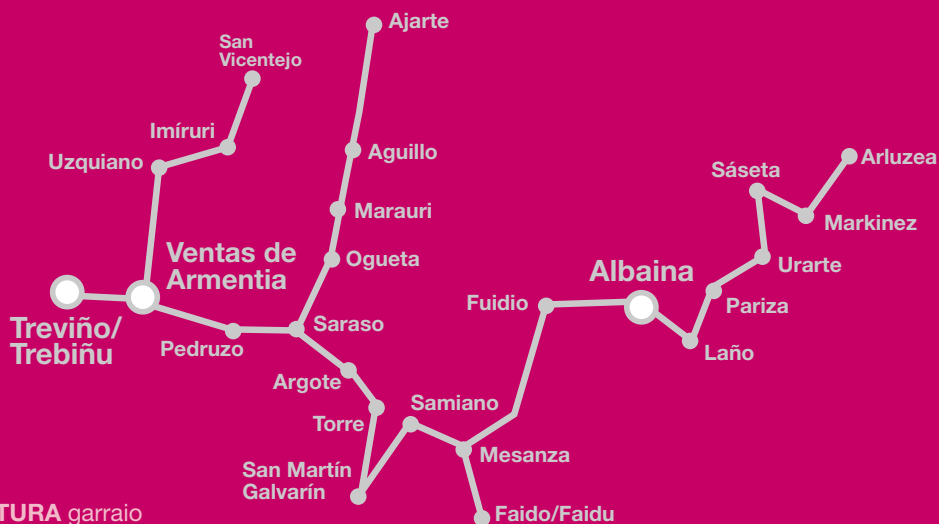 Ajarte
San
Vicentejo
Imíruri
Aguillo
Uzquiano
Arluzea
Sáseta
Marauri
Markinez
Ventas de
Armentia
Ogueta
Urarte
Albaina
Fuidio
Pariza
Treviño/
Trebiñu
Saraso
Pedruzo
Laño
Argote
Samiano
Torre
Mesanza
San Martín
Galvarín
TURA garraio
Faido/Faidu